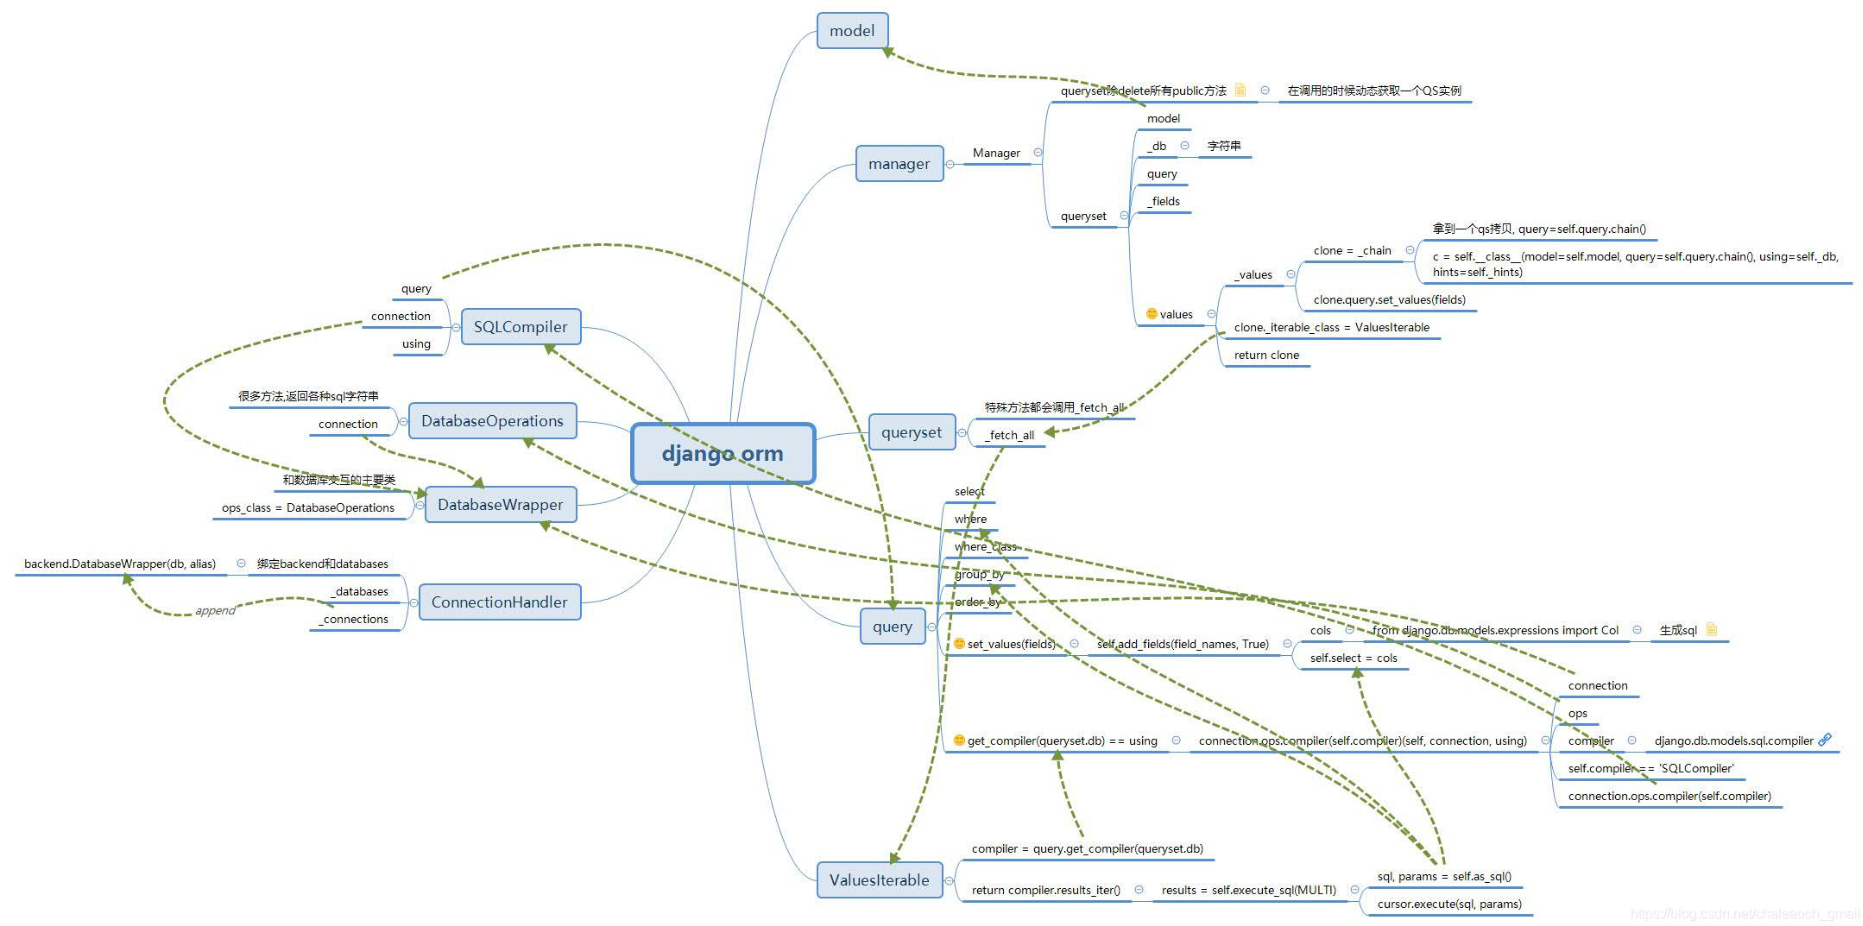 model
queryset除delete所有public方法
在调用的时候动态获取一个QS实例
model
_db
字符串
manager
Manager
query
_fields
queryset
拿到一个qs拷贝, query=self.query.chain()
clone = _chain
c = self.__class__(model=self.model, query=self.query.chain(), using=self._db,
hints=self._hints)
_values
clone.query.set_values(fields)
values
clone._iterable_class = ValuesIterable
return clone
query
connection
using
SQLCompiler
很多方法,返回各种sql字符串
connection
DatabaseOperations
django orm
queryset
特殊方法都会调用_fetch_all
_fetch_all
和数据库交互的主要类
ops_class = DatabaseOperations
DatabaseWrapper
backend.DatabaseWrapper(db, alias)
绑定backend和databases
_databases
append
_connections
ConnectionHandler
select
where
where_class
group_by
order_by
query
set_values(fields)
self.add_fields(field_names, True)
cols
from django.db.models.expressions import Col
生成sql
self.select = cols
connection
ops
get_compiler(queryset.db) == using
connection.ops.compiler(self.compiler)(self, connection, using)
compiler
django.db.models.sql.compiler
self.compiler == 'SQLCompiler'
connection.ops.compiler(self.compiler)
compiler = query.get_compiler(queryset.db)
ValuesIterable
return compiler.results_iter()
results = self.execute_sql(MULTI)
sql, params = self.as_sql()
cursor.execute(sql, params)
https://blog.csdn.net/chaleaoch_gmail